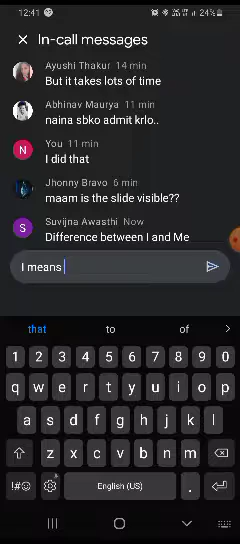 12:41 24%
In-call messages
Ayushi Thakur 14 min
But it takes lots of time
Abhinav Maurya 11 min
naina sbko admit krlo..
N
You 11 min
I did that
Jhonny Bravo 6 min
maam is the slide visible??
S
Suvijna Awasthi Now
Difference between I and Me
I means
that to of
1 2 3 4 5 6 7 8 9 0
q w e r t y u i o p
a s d f g h j k l
z x c v b n m
!#☺ English (US) .